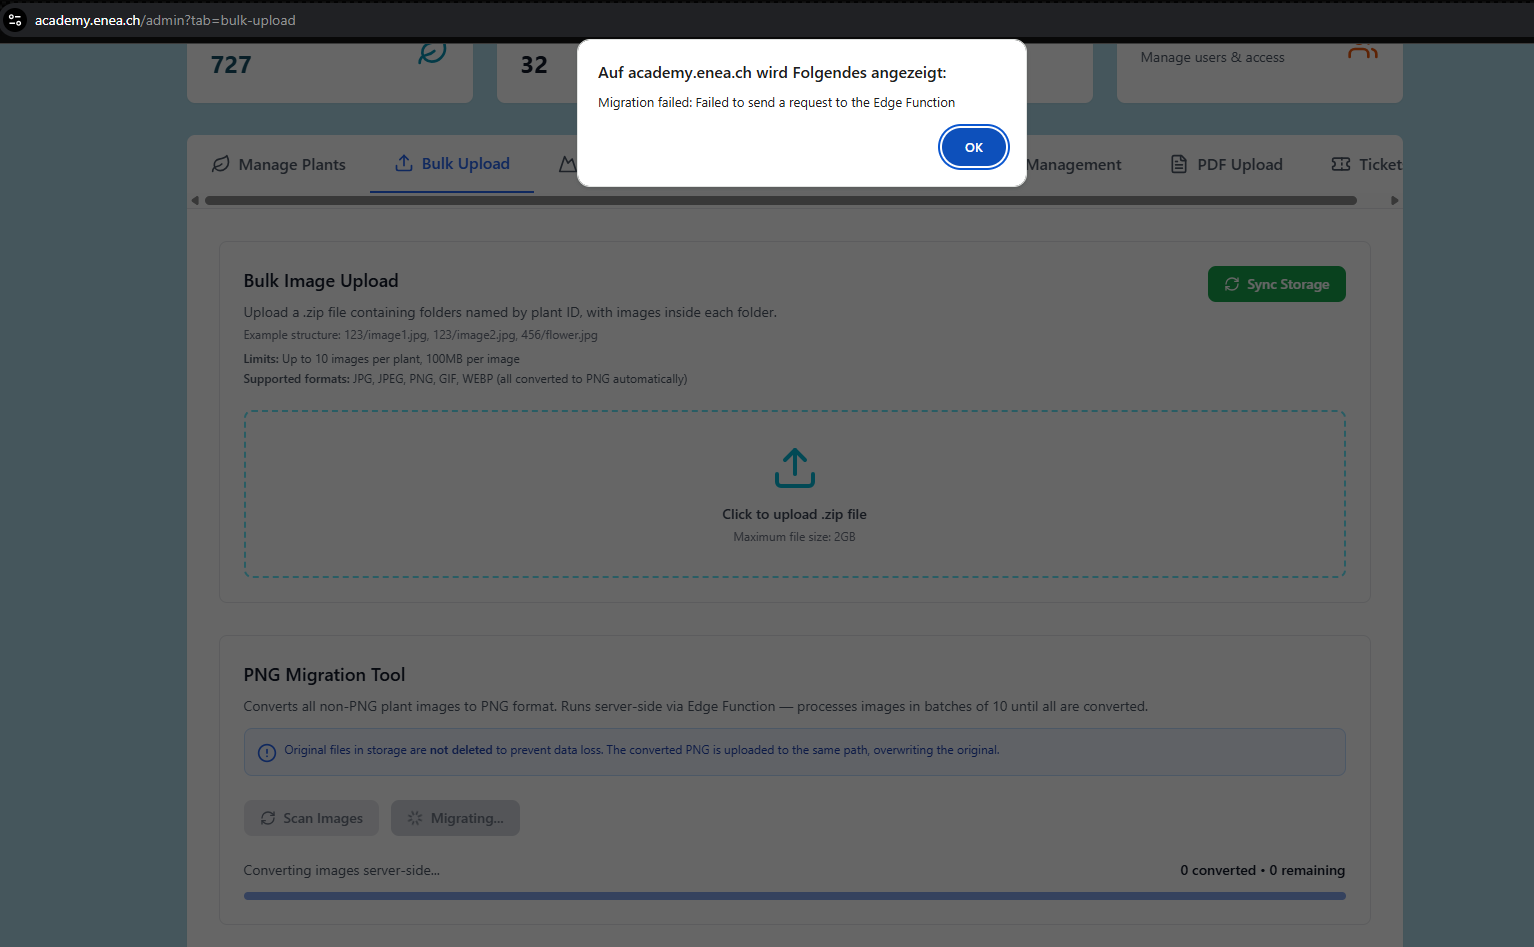 academy.enea.ch/admin?tab=bulk-upload
727
32
Manage users & access
Auf academy.enea.ch wird Folgendes angezeigt:
Migration failed: Failed to send a request to the Edge Function
OK
Manage Plants
Bulk Upload
Management
PDF Upload
Ticket
Bulk Image Upload
Sync Storage
Upload a .zip file containing folders named by plant ID, with images inside each folder.
Example structure: 123/image1.jpg, 123/image2.jpg, 456/flower.jpg
Limits: Up to 10 images per plant, 100MB per image
Supported formats: JPG, JPEG, PNG, GIF, WEBP (all converted to PNG automatically)
Click to upload .zip file
Maximum file size: 2GB
PNG Migration Tool
Converts all non-PNG plant images to PNG format. Runs server-side via Edge Function — processes images in batches of 10 until all are converted.
Original files in storage are not deleted to prevent data loss. The converted PNG is uploaded to the same path, overwriting the original.
Scan Images
Migrating...
Converting images server-side...
0 converted • 0 remaining